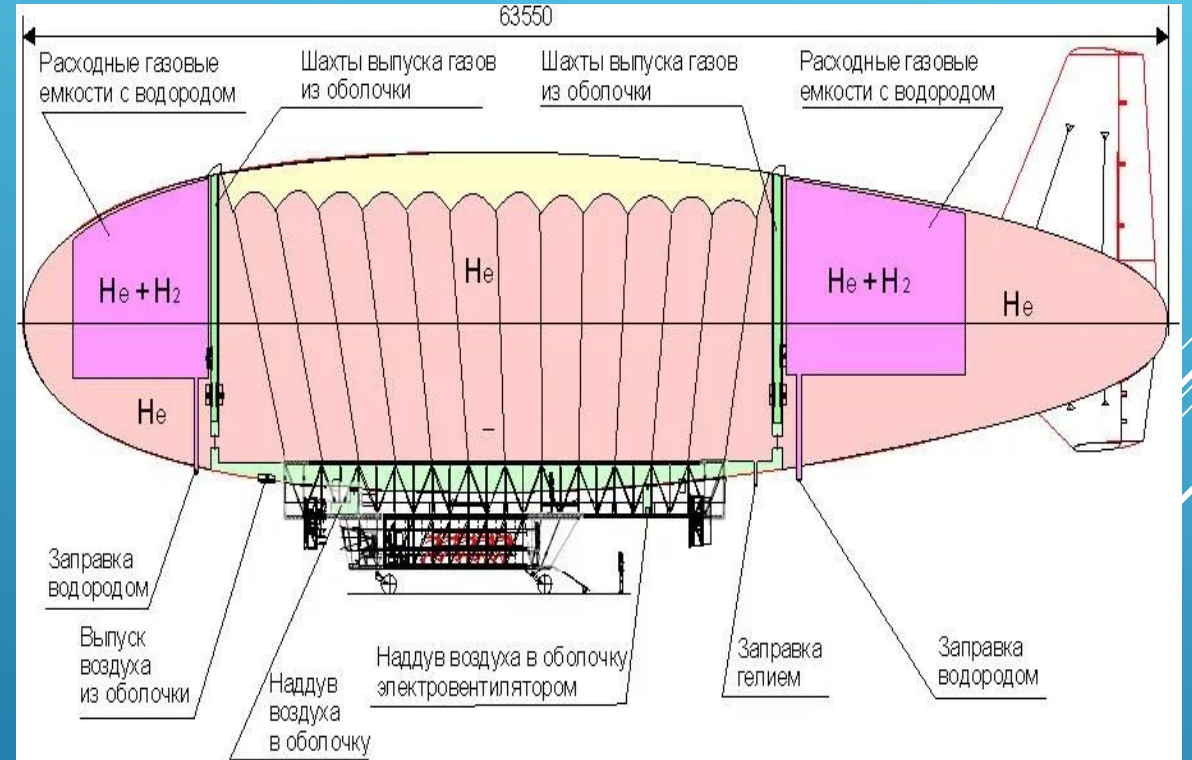 63550
Расходные газовые
емкости с водородом
Шахты выпуска газов
из оболочки
Шахты выпуска газов
из оболочки
Расходные газовые
емкости с водородом
He + H2
He
He + H2
He
He
Заправка
водородом
Выпуск
воздуха
из оболочки
Наддув
воздуха
в оболочку
Наддув воздуха в оболочку
электровентилятором
Заправка
гелием
Заправка
водородом